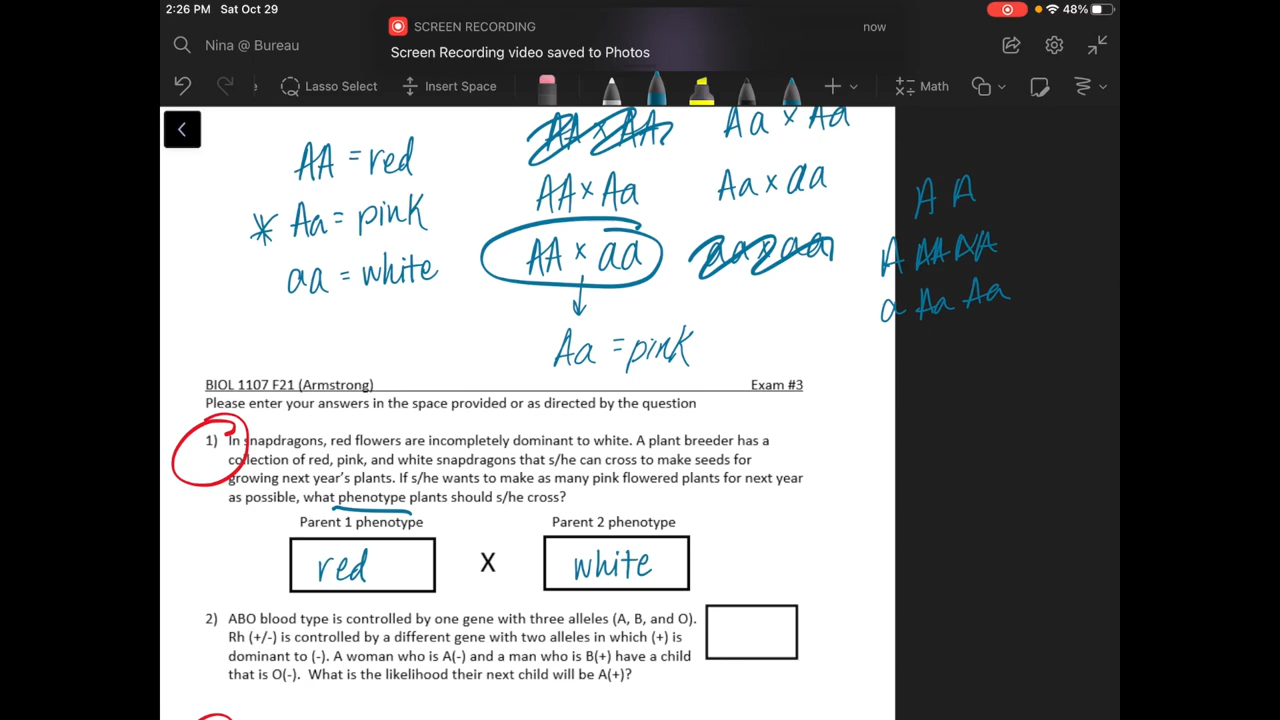 2:26 PM Sat Oct 29
48%
SCREEN RECORDING
now
Screen Recording video saved to Photos
Nina @ Bureau
e
Lasso Select
Insert Space
Math
AA x AA
Aa x Aa
AA = red
* Aa = pink
aa = white
AA x Aa
Aa x aa
AA x aa
aa x aa
Aa = pink
A A
A AA AA
a Aa Aa
BIOL 1107 F21 (Armstrong) Exam #3
Please enter your answers in the space provided or as directed by the question
1) In snapdragons, red flowers are incompletely dominant to white. A plant breeder has a
collection of red, pink, and white snapdragons that s/he can cross to make seeds for
growing next year's plants. If s/he wants to make as many pink flowered plants for next year
as possible, what phenotype plants should s/he cross?
Parent 1 phenotype Parent 2 phenotype
red X white
2) ABO blood type is controlled by one gene with three alleles (A, B, and O).
Rh (+/-) is controlled by a different gene with two alleles in which (+) is
dominant to (-). A woman who is A(-) and a man who is B(+) have a child
that is O(-). What is the likelihood their next child will be A(+)?